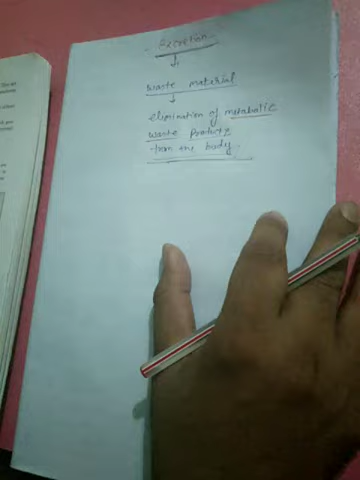 Excretion
waste material
elimination of metabolic
waste Products
from the body.